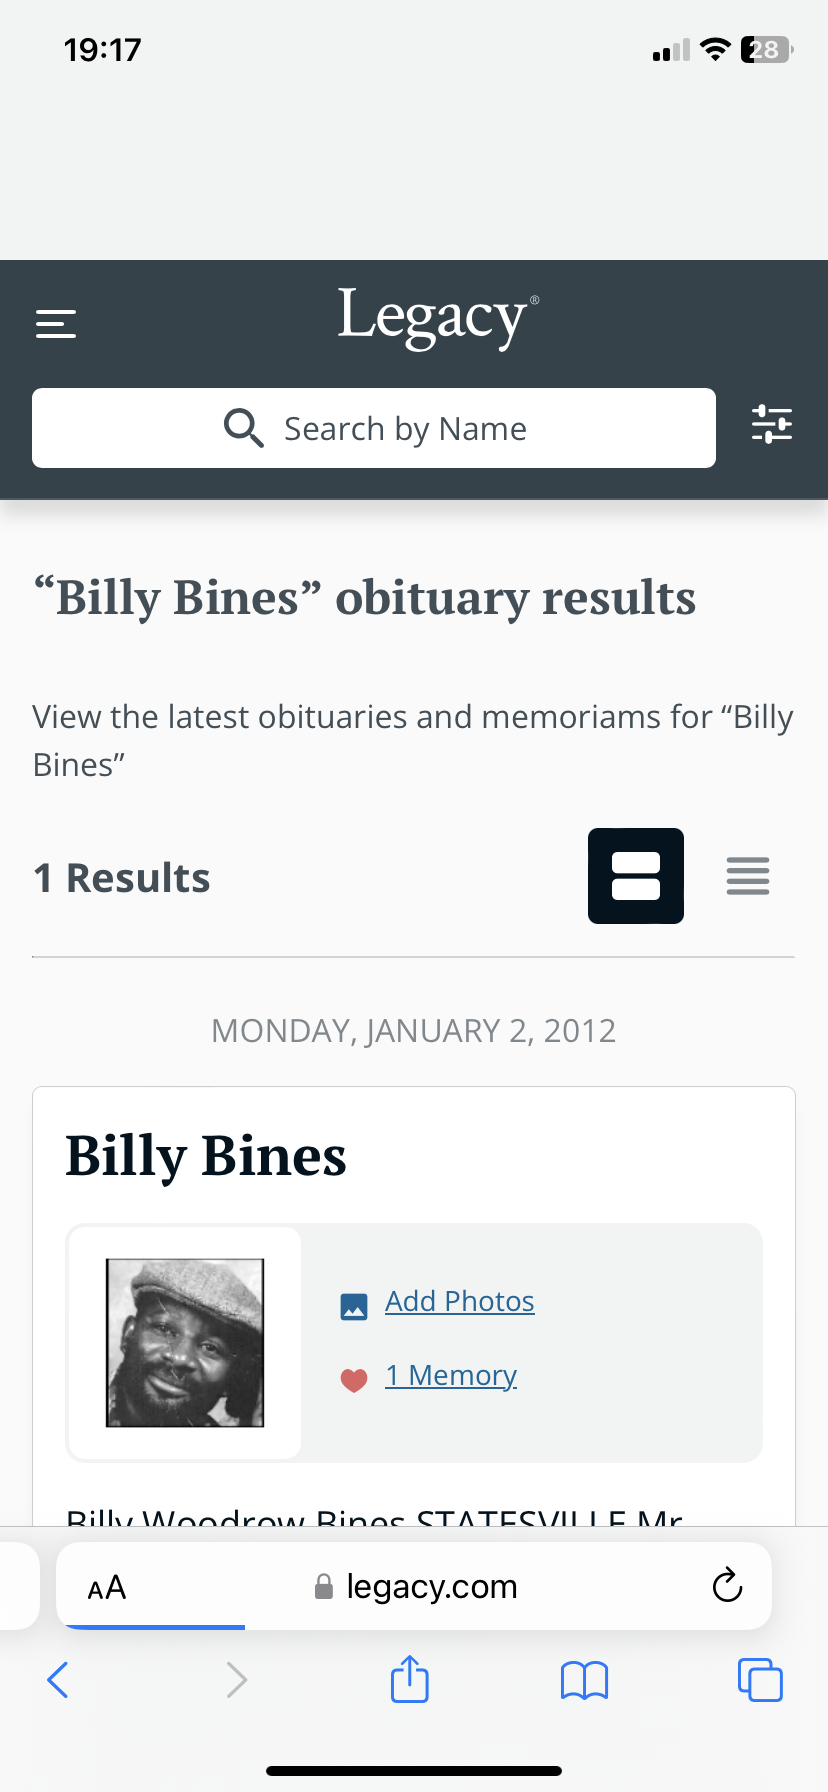 19:17
28
Legacy®
Search by Name
“Billy Bines” obituary results
View the latest obituaries and memoriams for “Billy
Bines”
1 Results
MONDAY, JANUARY 2, 2012
Billy Bines
Add Photos
1 Memory
Billy Woodrow Bines STATESVILLE Mr.
AA
legacy.com